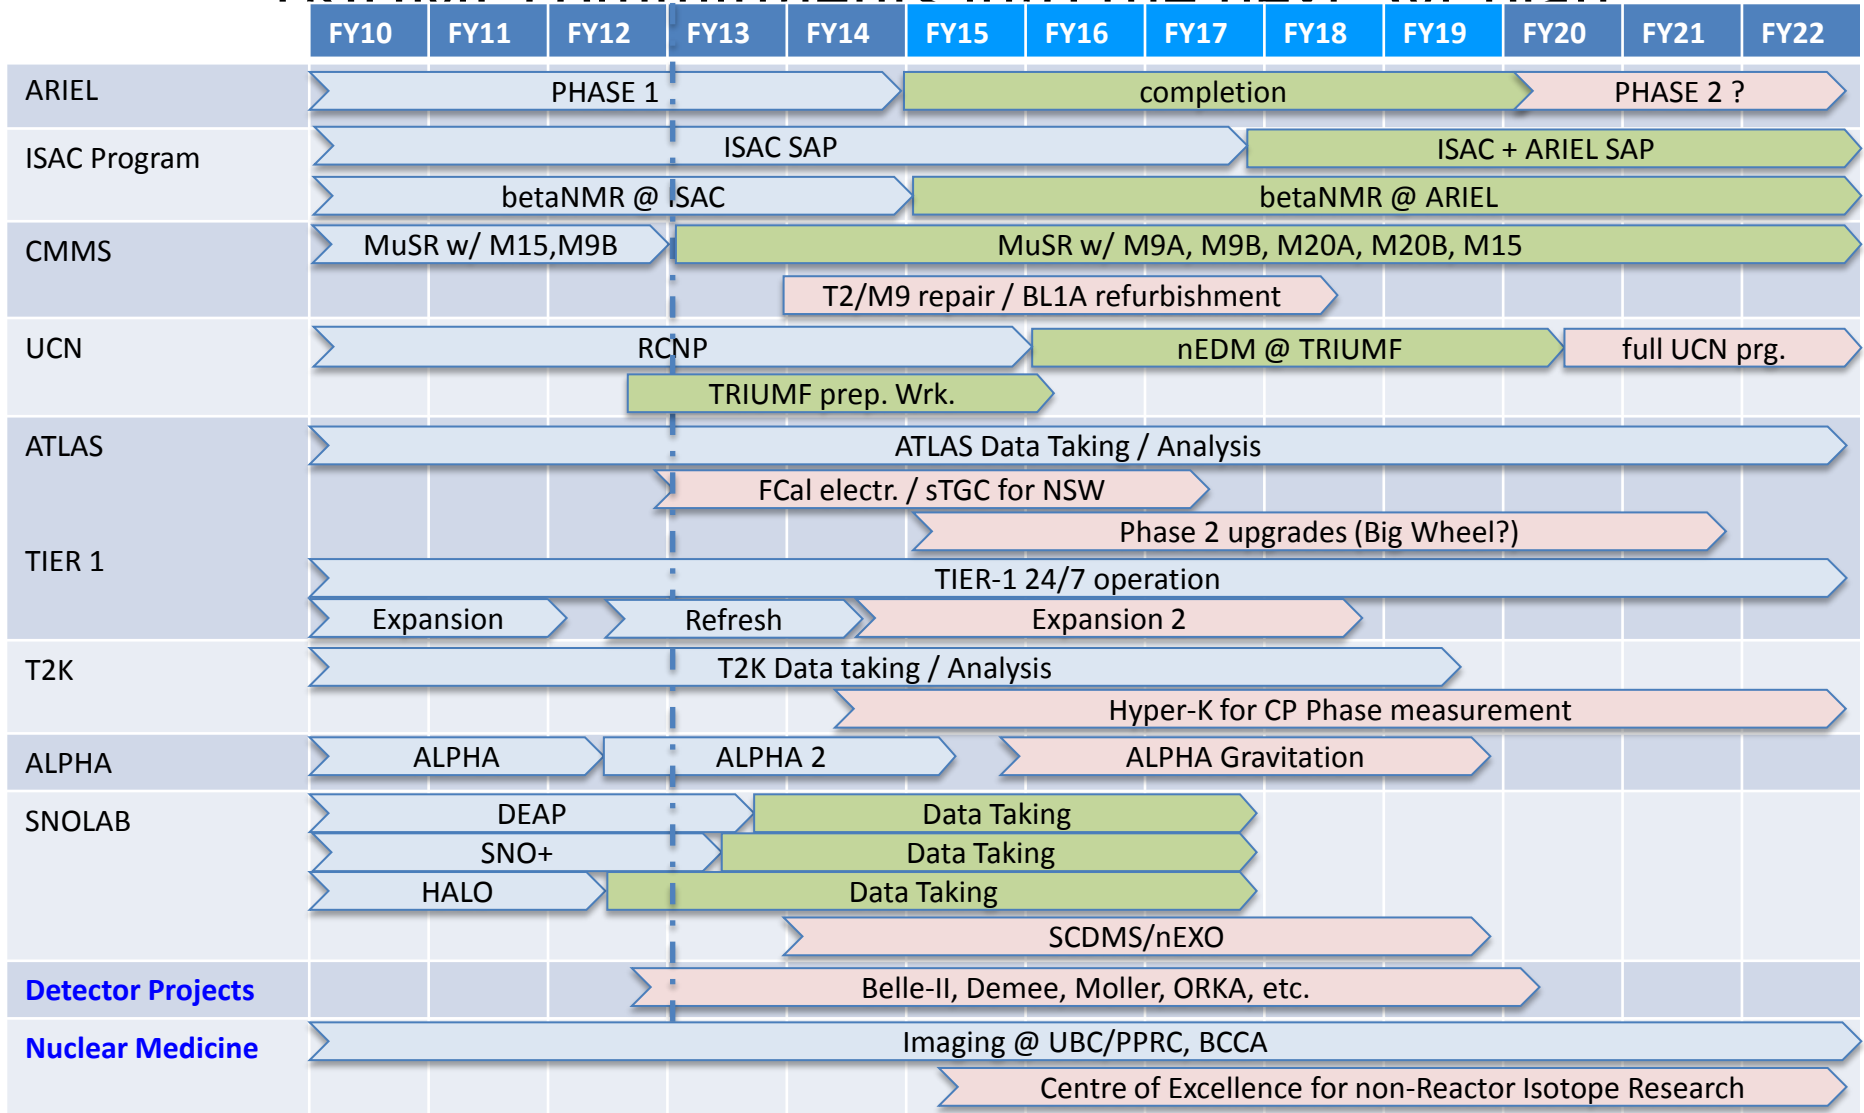 FY10 FY11 FY12 FY13 FY14 FY15 FY16 FY17 FY18 FY19 FY20 FY21 FY22
ARIEL PHASE 1 completion PHASE 2 ?
ISAC Program ISAC SAP ISAC + ARIEL SAP
betaNMR @ ISAC betaNMR @ ARIEL
CMMS MuSR w/ M15,M9B MuSR w/ M9A, M9B, M20A, M20B, M15
T2/M9 repair / BL1A refurbishment
UCN RCNP nEDM @ TRIUMF full UCN prg.
TRIUMF prep. Wrk.
ATLAS ATLAS Data Taking / Analysis
FCal electr. / sTGC for NSW
Phase 2 upgrades (Big Wheel?)
TIER 1 TIER-1 24/7 operation
Expansion Refresh Expansion 2
T2K T2K Data taking / Analysis
Hyper-K for CP Phase measurement
ALPHA ALPHA ALPHA 2 ALPHA Gravitation
SNOLAB DEAP Data Taking
SNO+ Data Taking
HALO Data Taking
SCDMS/nEXO
Detector Projects Belle-II, Demee, Moller, ORKA, etc.
Nuclear Medicine Imaging @ UBC/PPRC, BCCA
Centre of Excellence for non-Reactor Isotope Research